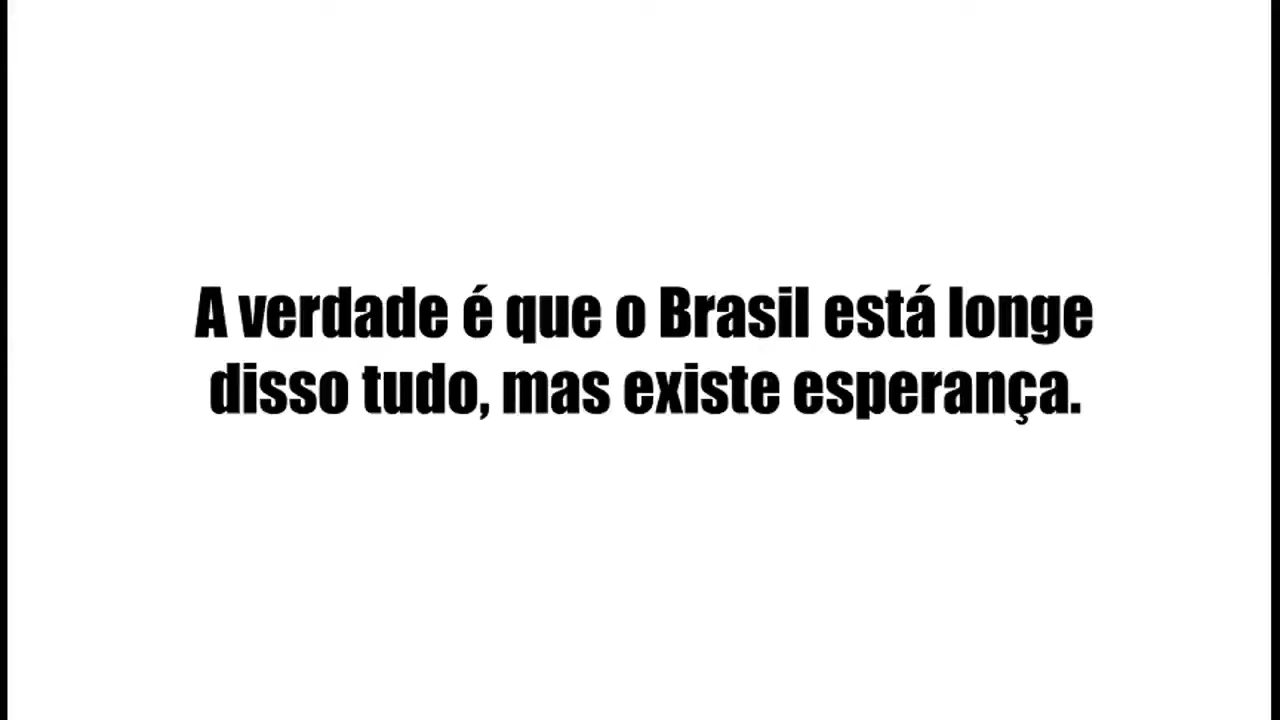 A verdade é que o Brasil está longe
disso tudo, mas existe esperança.